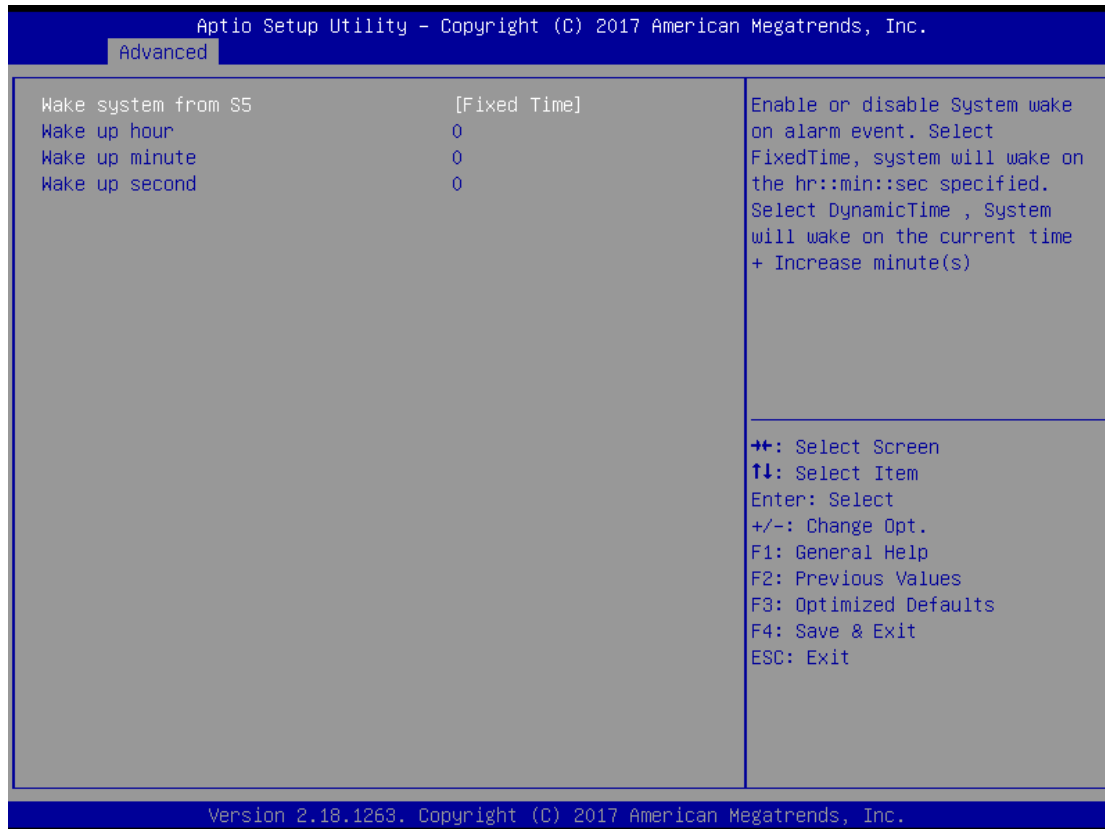 Aptio Setup Utility – Copyright (C) 2017 American Megatrends, Inc.
Advanced
Wake system from S5 [Fixed Time]
Wake up hour 0
Wake up minute 0
Wake up second 0
Enable or disable System wake
on alarm event. Select
FixedTime, system will wake on
the hr::min::sec specified.
Select DynamicTime , System
will wake on the current time
+ Increase minute(s)
→←: Select Screen
↑↓: Select Item
Enter: Select
+/-: Change Opt.
F1: General Help
F2: Previous Values
F3: Optimized Defaults
F4: Save & Exit
ESC: Exit
Version 2.18.1263. Copyright (C) 2017 American Megatrends, Inc.